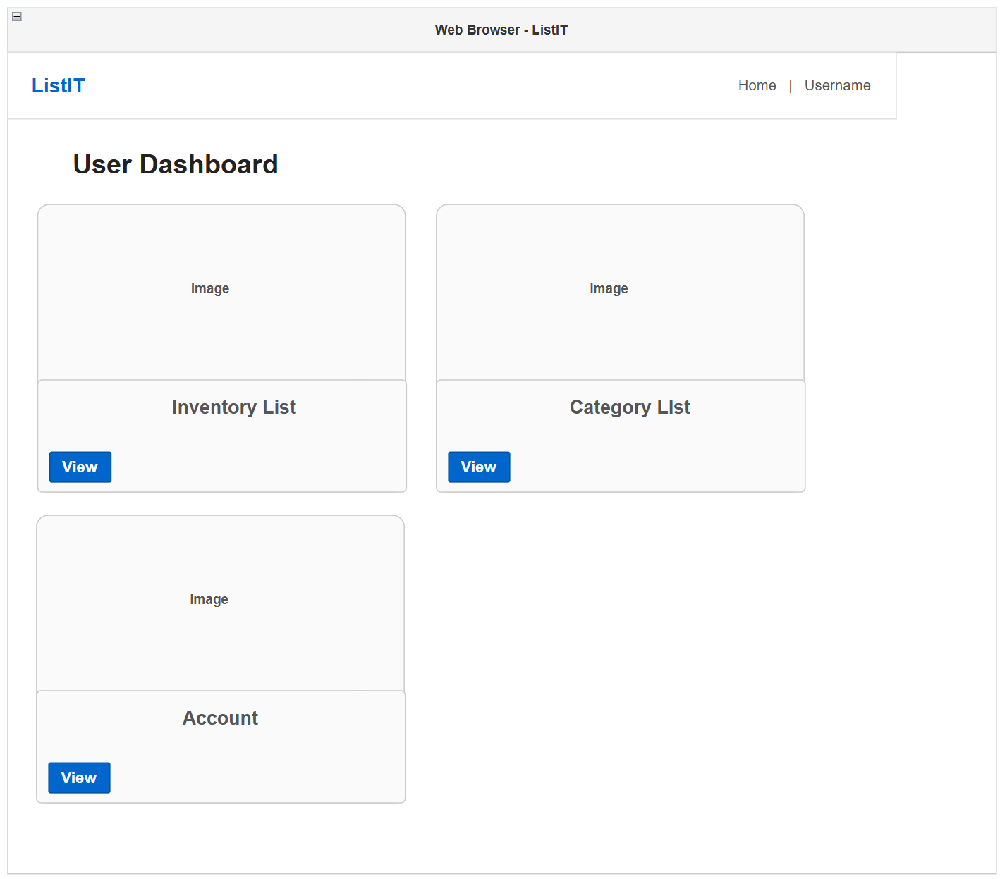 Web Browser - ListIT
ListIT
Home | Username
User Dashboard
Image
Image
Inventory List
Category LIst
View
View
Image
Account
View